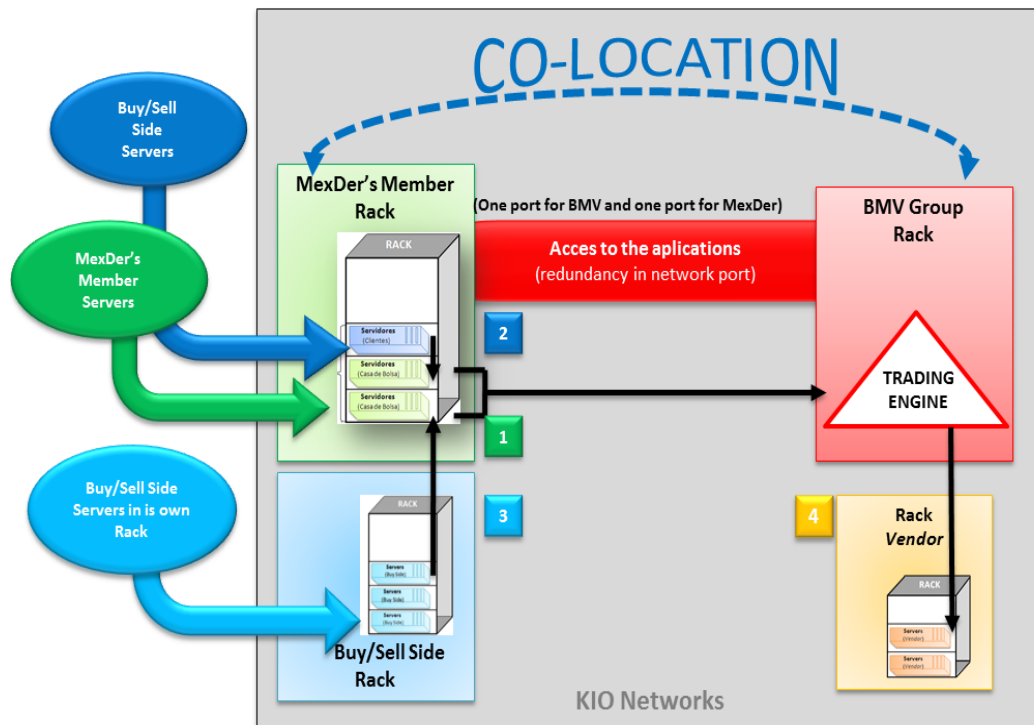 CO-LOCATION
Buy/Sell
Side
Servers
MexDer's
Member
Servers
Buy/Sell Side
Servers in is own
Rack
MexDer's Member
Rack
RACK
Servidores
(Clientes)
Servidores
(Casa de Bolsa)
Servidores
(Casa de Bolsa)
(One port for BMV and one port for MexDer)
Acces to the aplications
(redundancy in network port)
2
1
BMV Group
Rack
TRADING
ENGINE
3
RACK
Servers
(Buy Side)
Servers
(Buy Side)
Servers
(Buy Side)
Buy/Sell Side
Rack
4
Rack
Vendor
RACK
Servers
(Vendor)
Servers
(Vendor)
KIO Networks